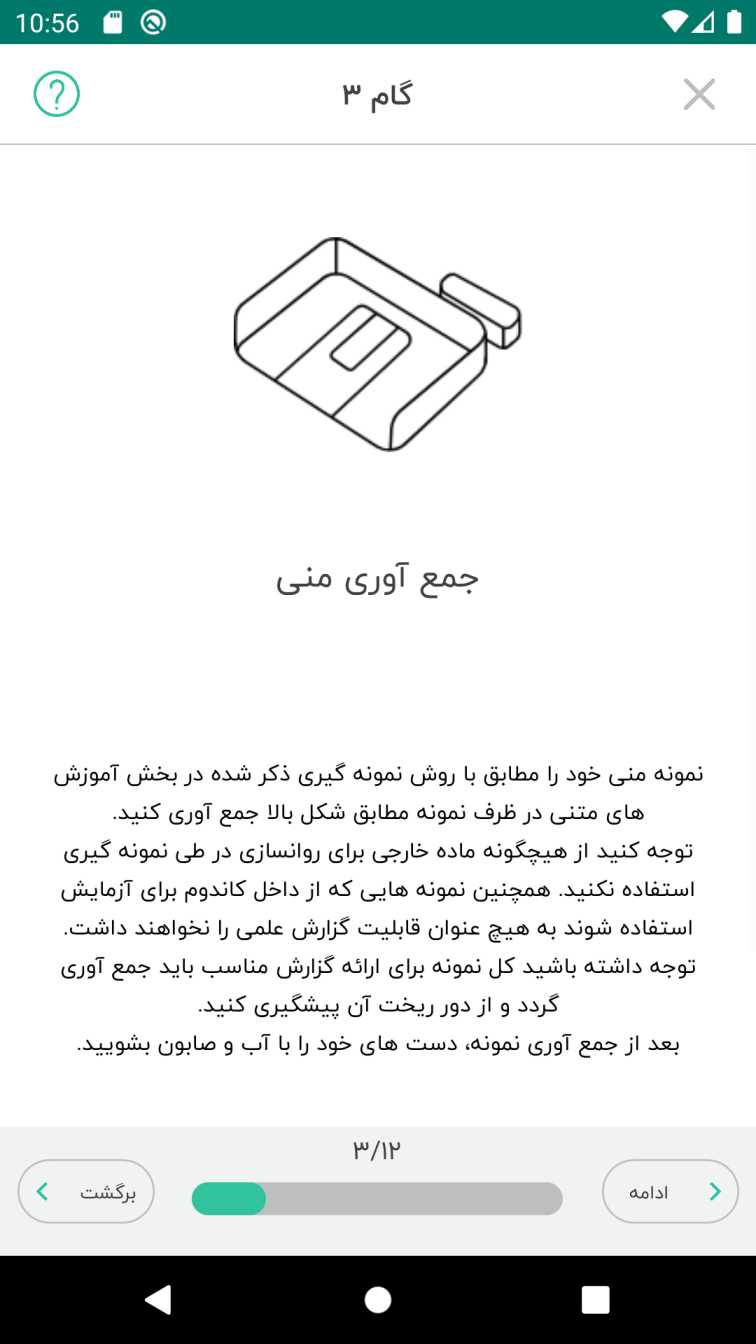 10:56
گام ۳
جمع آوری منی
نمونه منی خود را مطابق با روش نمونه گیری ذکر شده در بخش آموزش
های متنی در ظرف نمونه مطابق شکل بالا جمع آوری کنید.
توجه کنید از هیچگونه ماده خارجی برای روانسازی در طی نمونه گیری
استفاده نکنید. همچنین نمونه هایی که از داخل کاندوم برای آزمایش
استفاده شوند به هیچ عنوان قابلیت گزارش علمی را نخواهند داشت.
توجه داشته باشید کل نمونه برای ارائه گزارش مناسب باید جمع آوری
گردد و از دور ریخت آن پیشگیری کنید.
بعد از جمع آوری نمونه، دست های خود را با آب و صابون بشویید.
۳/۱۲
ادامه
برگشت